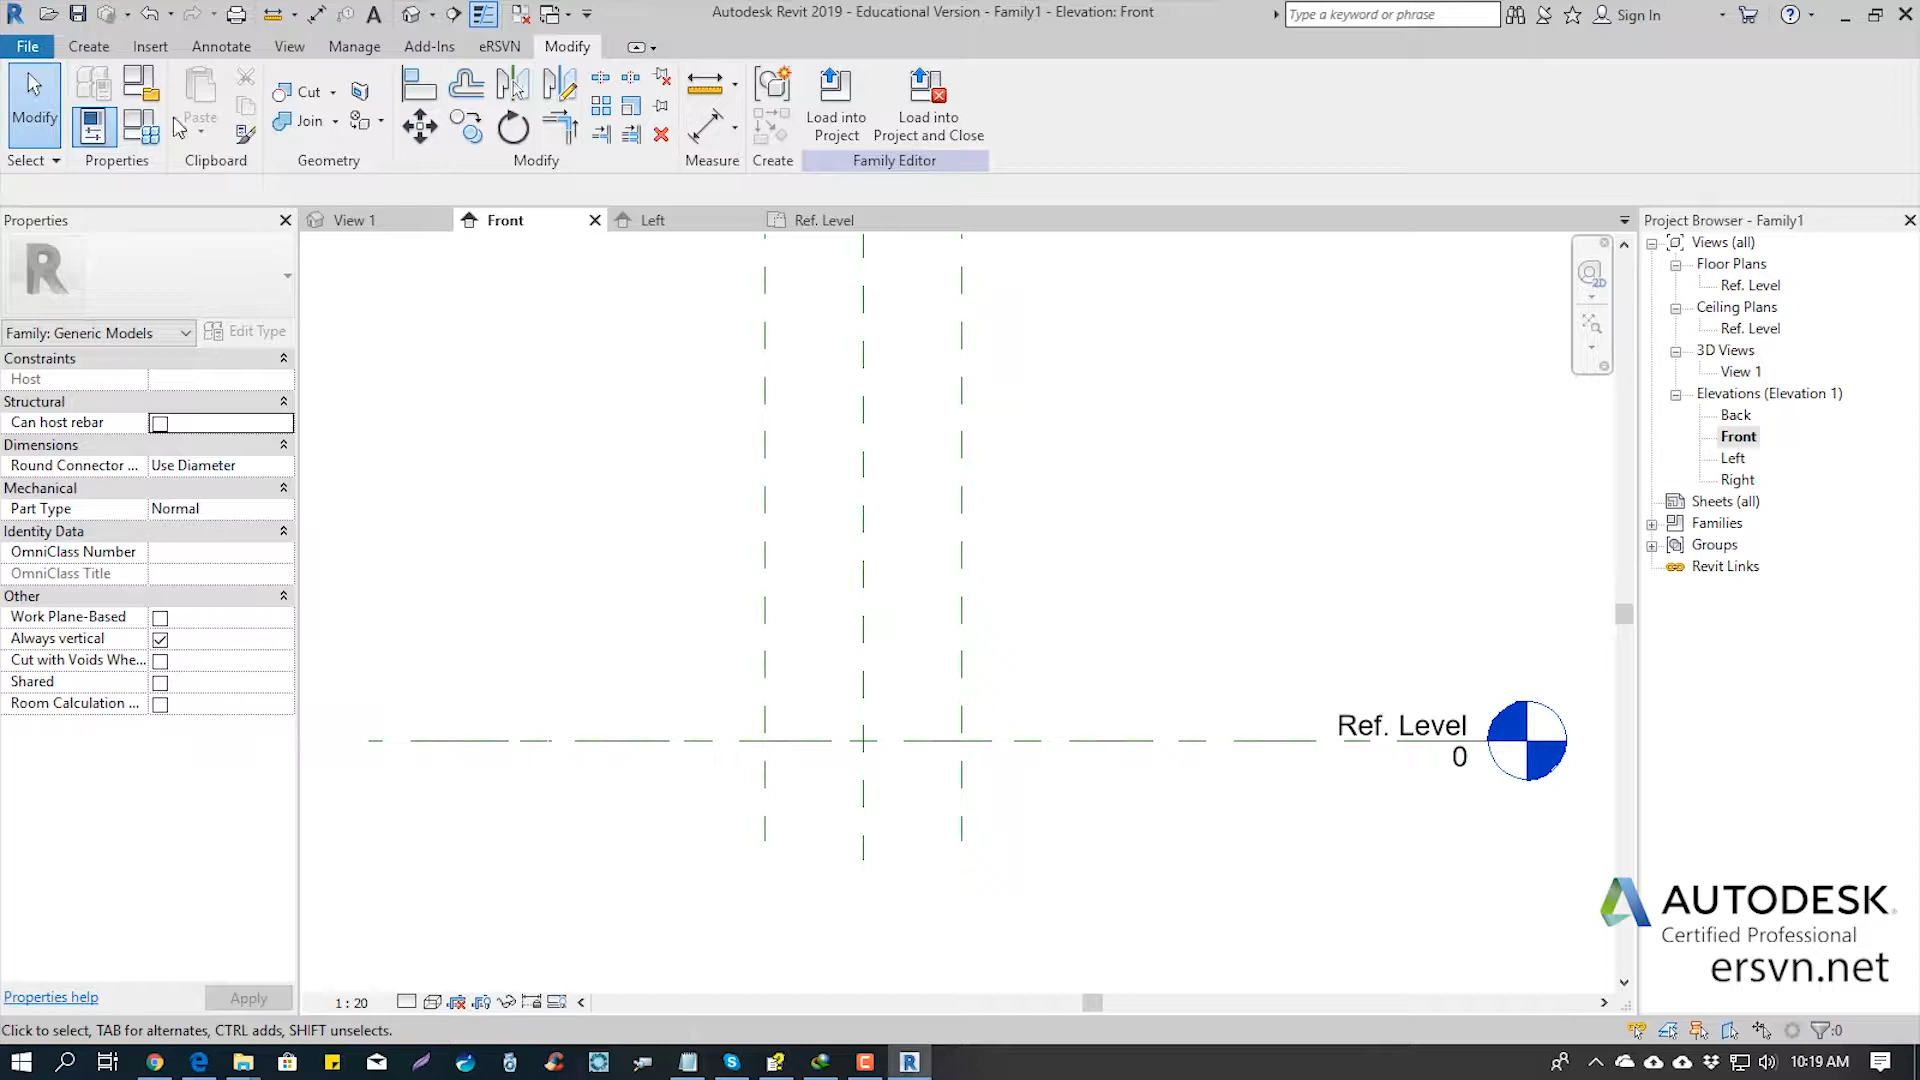 Autodesk Revit 2019 - Educational Version - Family1 - Elevation: Front
Type a keyword or phrase
Sign In
File
Create
Insert
Annotate
View
Manage
Add-Ins
eRSVN
Modify
Modify
Paste
Cut
Join
Load into
Project
Load into
Project and Close
Select
Properties
Clipboard
Geometry
Modify
Measure
Create
Family Editor
Properties
View 1
Front
Left
Ref. Level
Project Browser - Family1
R
Family: Generic Models
Edit Type
Constraints
Host
Structural
Can host rebar
Dimensions
Round Connector ...
Use Diameter
Mechanical
Part Type
Normal
Identity Data
OmniClass Number
OmniClass Title
Other
Work Plane-Based
Always vertical
Cut with Voids Whe...
Shared
Room Calculation ...
Properties help
Apply
2D
Ref. Level
0
Views (all)
Floor Plans
Ref. Level
Ceiling Plans
Ref. Level
3D Views
View 1
Elevations (Elevation 1)
Back
Front
Left
Right
Sheets (all)
Families
Groups
Revit Links
AUTODESK
Certified Professional
ersvn.net
1 : 20
Click to select, TAB for alternates, CTRL adds, SHIFT unselects.
:0
10:19 AM